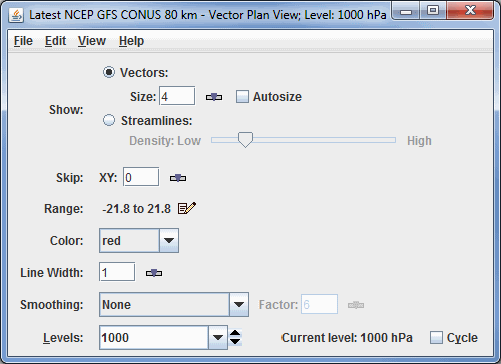 Latest NCEP GFS CONUS 80 km - Vector Plan View; Level: 1000 hPa
File Edit View Help
Vectors:
Show: Size: 4 Autosize
Streamlines:
Density: Low High
Skip: XY: 0
Range: -21.8 to 21.8
Color: red
Line Width: 1
Smoothing: None Factor: 6
Levels: 1000 Current level: 1000 hPa Cycle